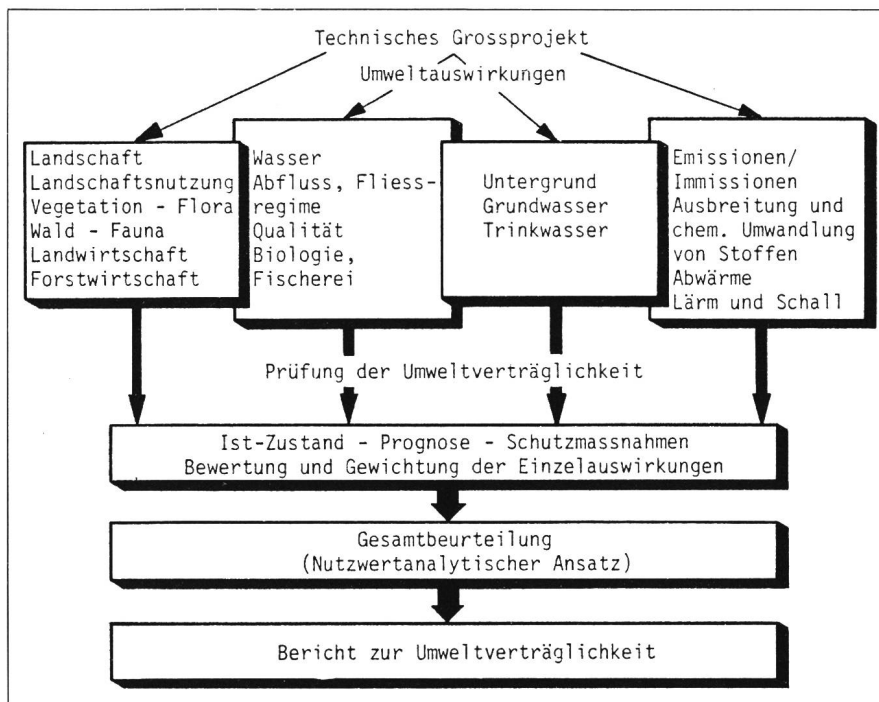 Technisches Grossprojekt
Umweltauswirkungen
Landschaft
Landschaftsnutzung
Vegetation - Flora
Wald - Fauna
Landwirtschaft
Forstwirtschaft
Wasser
Abfluss, Fliess-
regime
Qualität
Biologie,
Fischerei
Untergrund
Grundwasser
Trinkwasser
Emissionen/
Immissionen
Ausbreitung und
chem. Umwandlung
von Stoffen
Abwärme
Lärm und Schall
Prüfung der Umweltverträglichkeit
Ist-Zustand - Prognose - Schutzmassnahmen
Bewertung und Gewichtung der Einzelauswirkungen
Gesamtbeurteilung
(Nutzwertanalytischer Ansatz)
Bericht zur Umweltverträglichkeit